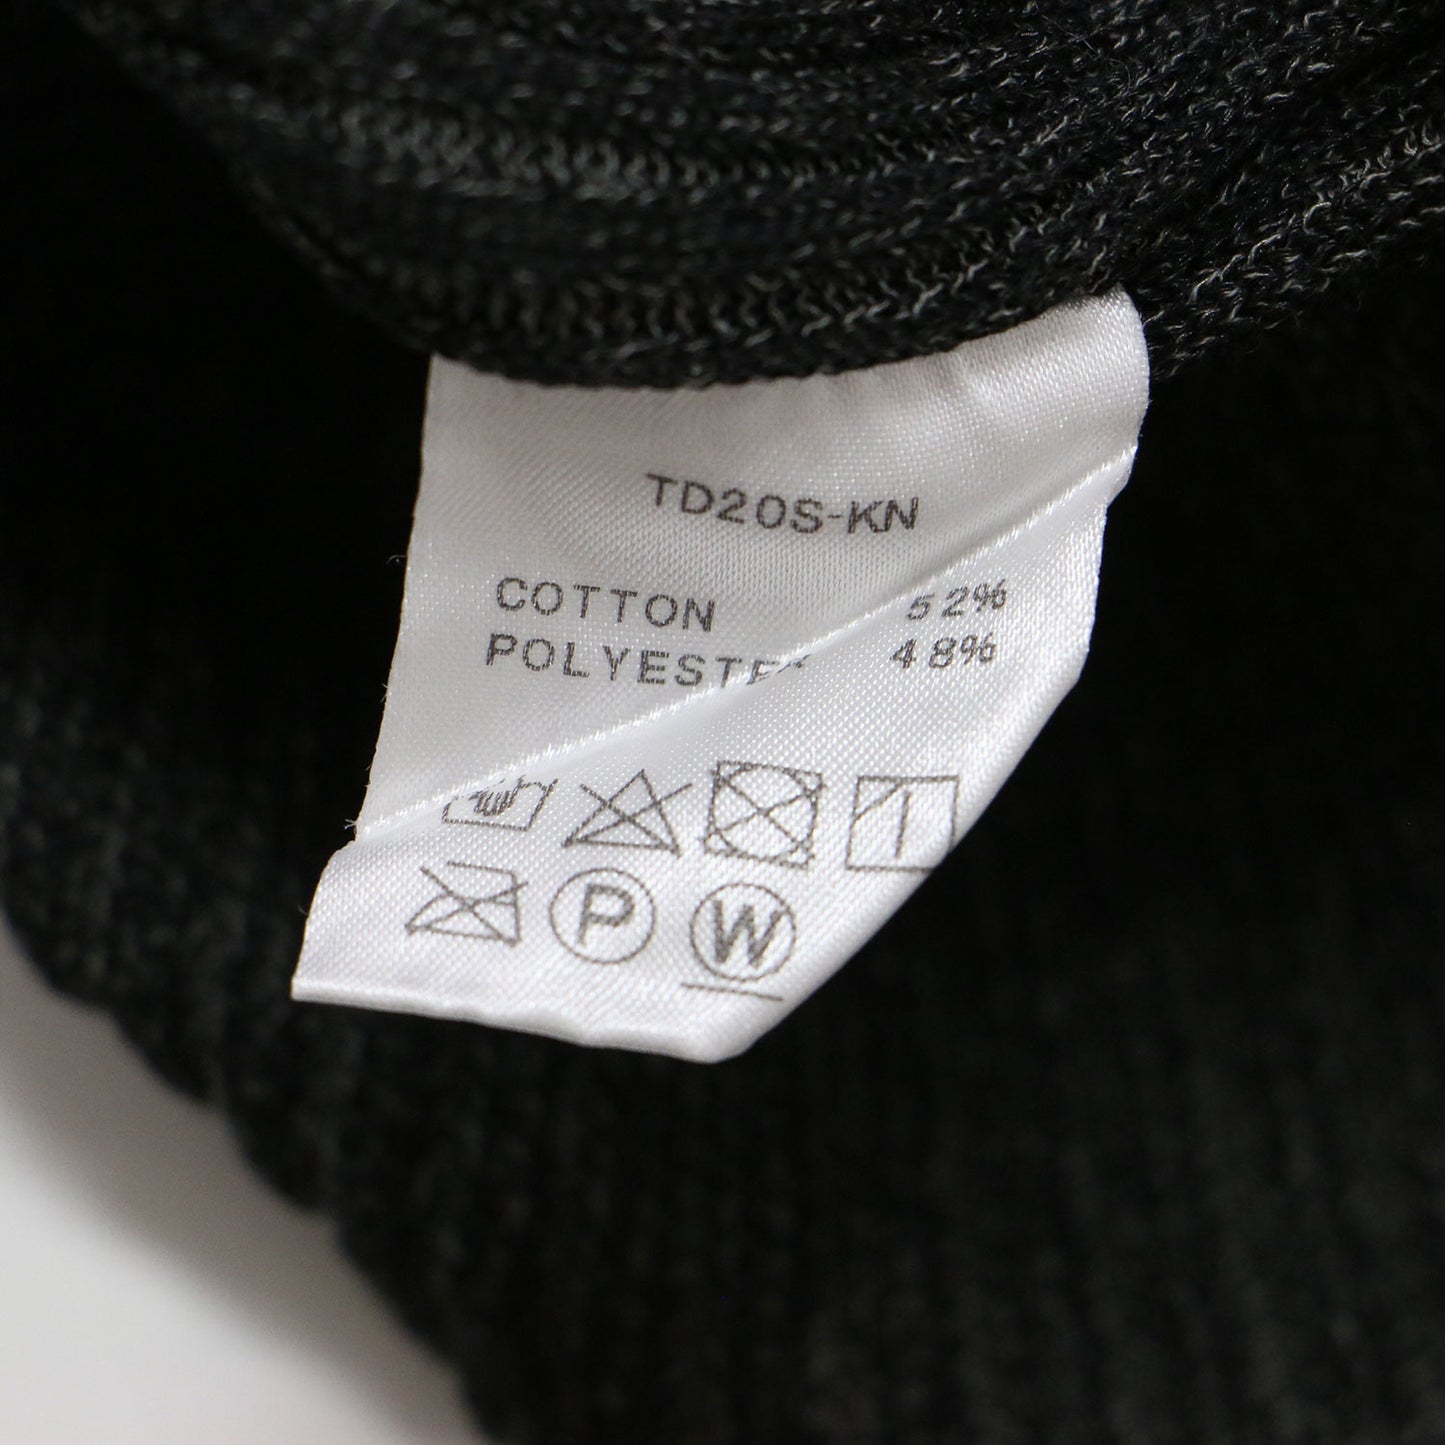 TD20S-KN
COTTON 52%
POLYESTER 48%
P W